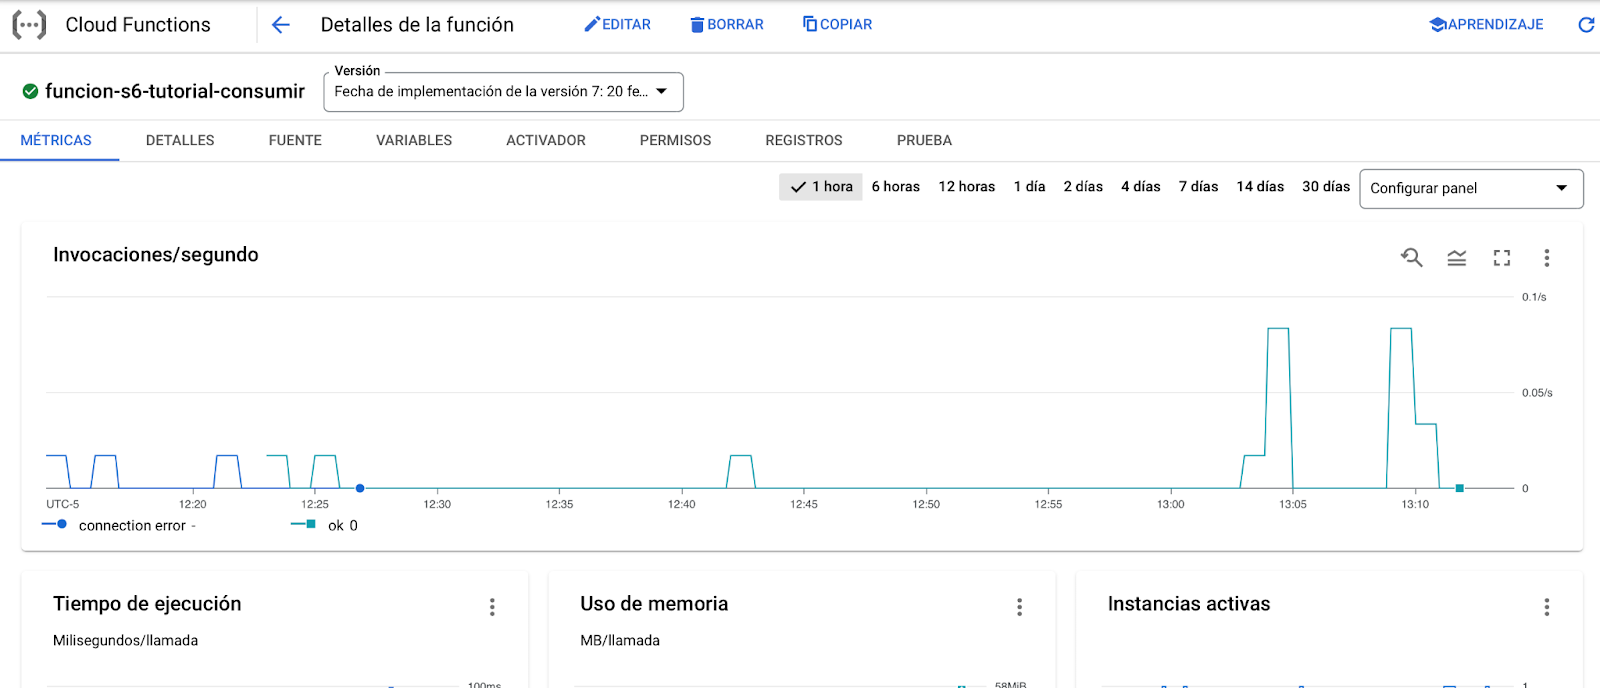 Cloud Functions
Detalles de la función
EDITAR
BORRAR
COPIAR
APRENDIZAJE
funcion-s6-tutorial-consumir
Versión
Fecha de implementación de la versión 7: 20 fe...
MÉTRICAS
DETALLES
FUENTE
VARIABLES
ACTIVADOR
PERMISOS
REGISTROS
PRUEBA
1 hora
6 horas
12 horas
1 día
2 días
4 días
7 días
14 días
30 días
Configurar panel
Invocaciones/segundo
0.1/s
0.05/s
0
UTC-5
12:20
12:25
12:30
12:35
12:40
12:45
12:50
12:55
13:00
13:05
13:10
connection error -
ok 0
Tiempo de ejecución
Milisegundos/llamada
100ms
Uso de memoria
MB/llamada
58MiB
Instancias activas
1